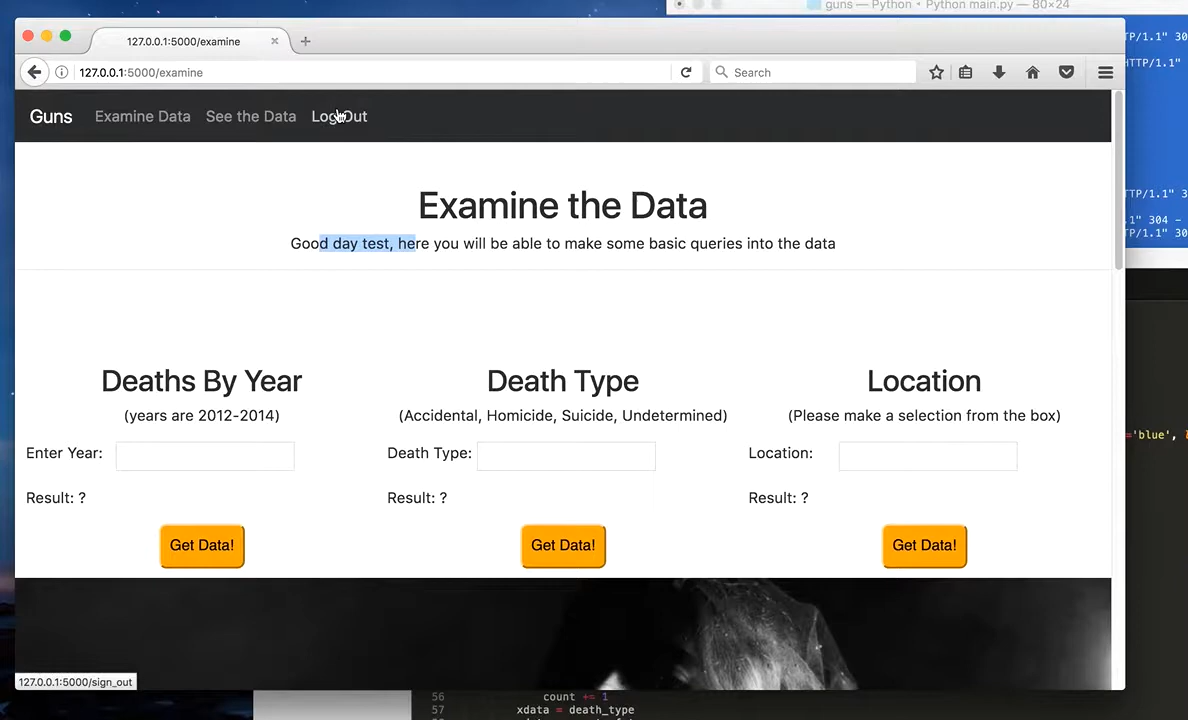 guns — Python • Python main.py — 80×24
127.0.0.1:5000/examine
127.0.0.1:5000/examine
Search
TTP/1.1" 30
HTTP/1.1"
Guns Examine Data See the Data Log Out
Examine the Data
Good day test, here you will be able to make some basic queries into the data
TTP/1.1" 3
.1" 304 -
TP/1.1" 30
Deaths By Year
(years are 2012-2014)
Enter Year:
Result: ?
Get Data!
Death Type
(Accidental, Homicide, Suicide, Undetermined)
Death Type:
Result: ?
Get Data!
Location
(Please make a selection from the box)
Location:
Result: ?
Get Data!
='blue',
127.0.0.1:5000/sign_out
56 count += 1
57 xdata = death_type